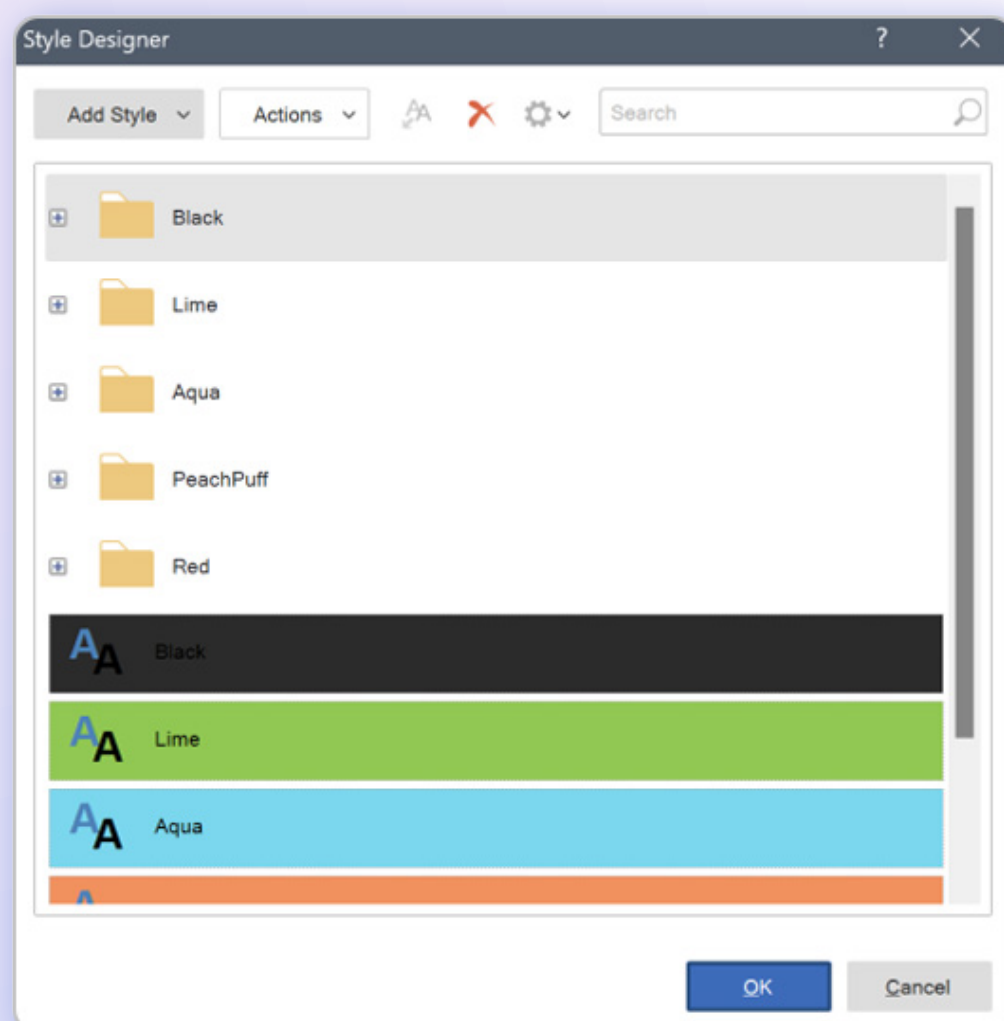 Style Designer
?
Add Style
Actions
Search
Black
Lime
Aqua
PeachPuff
Red
Black
Lime
Aqua
OK
Cancel